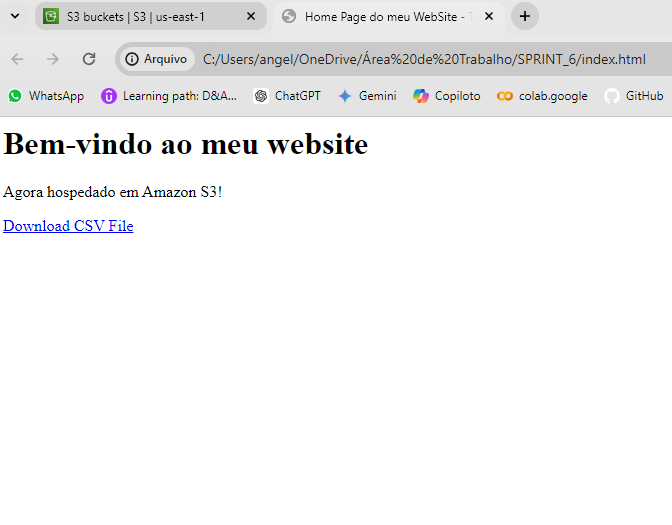 S3 buckets | S3 | us-east-1
Home Page do meu WebSite -
Arquivo
C:/Users/angel/OneDrive/Área%20de%20Trabalho/SPRINT_6/index.html
WhatsApp
Learning path: D&A...
ChatGPT
Gemini
Copiloto
colab.google
GitHub
Bem-vindo ao meu website
Agora hospedado em Amazon S3!
Download CSV File